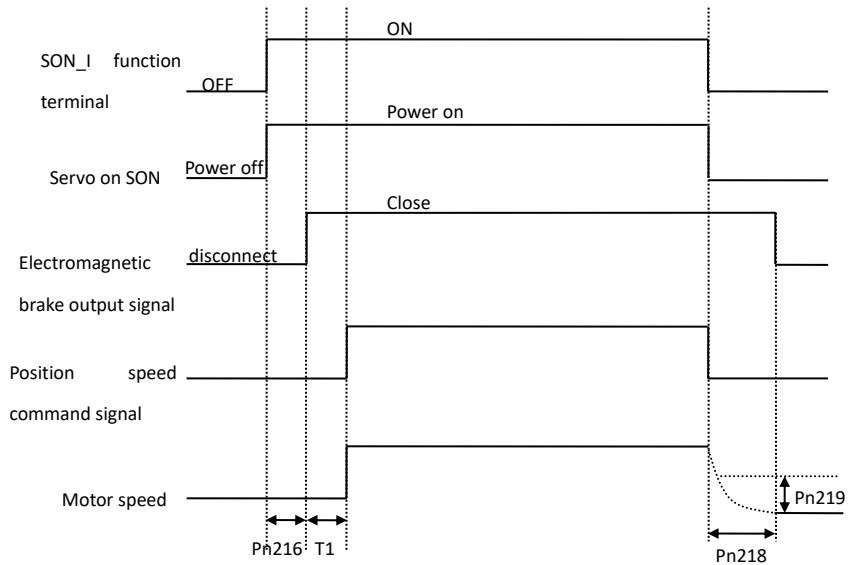 ON
SON_I function
OFF
terminal
Power on
Power off
Servo on SON
Close
disconnect
Electromagnetic
brake output signal
Position speed
command signal
Motor speed
Pn219
Pn216 T1
Pn218